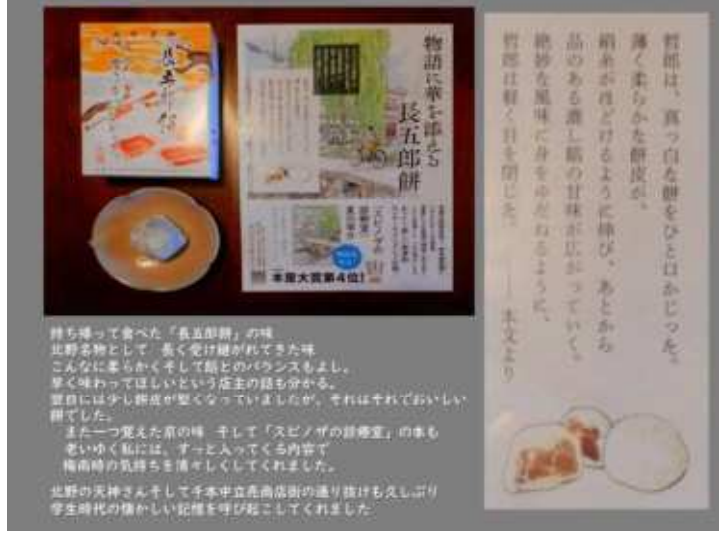 長五郎餅
物語に華を添える
長五郎餅
『スピノザの
診察室』
本屋大賞第4位!
哲郎は、真っ白な餅をひと口かじった。
薄く柔らかな餅皮が、
絹糸がほどけるように伸び、あとから
品のある漉し餡の甘味が広がっていく。
絶妙な風味に身をゆだねるように、
哲郎は軽く目を閉じた。 ――本文より
持ち帰って食べた「長五郎餅」の味
北野名物として 長く受け継がれてきた味
こんなに柔らかくそして餡とのバランスもよし。
早く味わってほしいという店主の話も分かる。
翌日には少し餅皮が堅くなっていましたが、それはそれでおいしい
餅でした。
また一つ覚えた京の味 そして「スピノザの診療室」の本も
老いゆく私には、すっと入ってくる内容で
梅雨時の気持ちを清々しくしてくれました。
北野の天神さんそして千本中立売商店街の通り抜けも久しぶり
学生時代の懐かしい記憶を呼び起こしてくれました